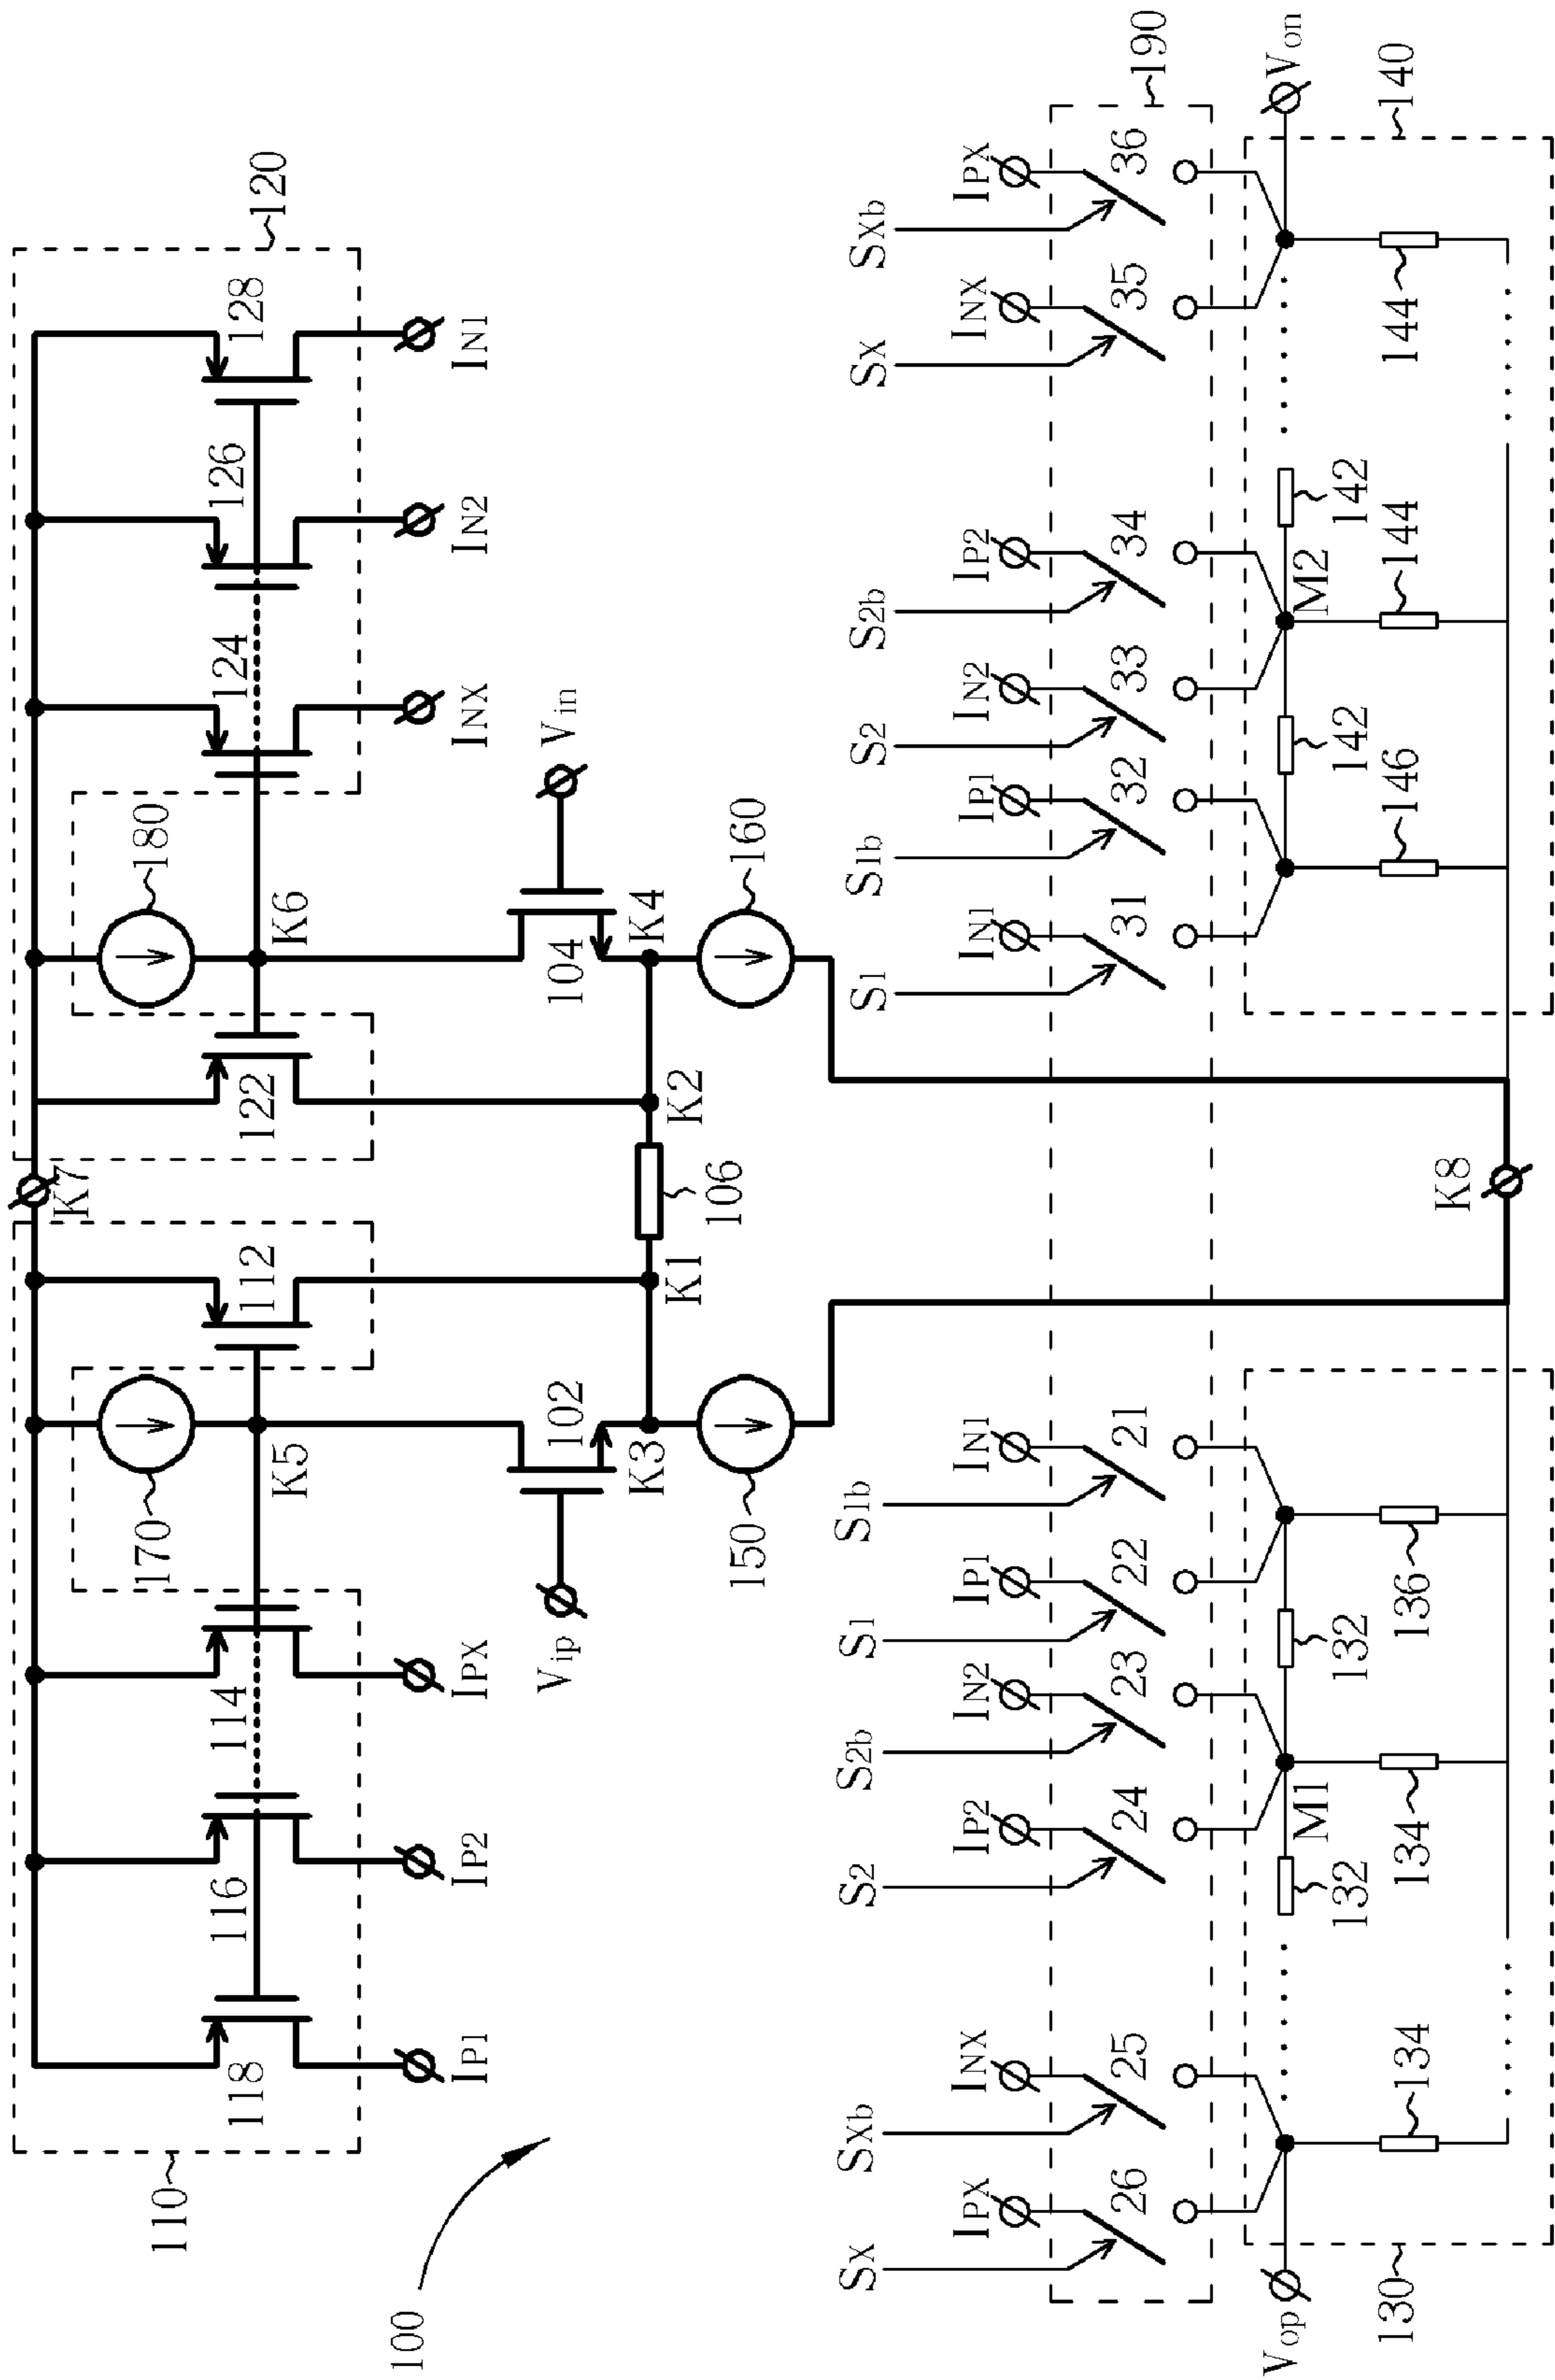 K7
110
170
180
120
118
116
114
112
122
124
126
128
K5
K6
100
IP1
IP2
IPX
INX
IN2
IN1
Vip
102
104
Vin
K3
K1
K2
K4
106
150
160
SX
SXb
S2
S2b
S1
S1b
S1
S1b
S2
S2b
SX
SXb
IPX
INX
IP2
IN2
IP1
IN1
IN1
IP1
IN2
IP2
INX
IPX
26
25
24
23
22
21
31
32
33
34
35
36
190
Vop
M1
M2
Von
132
132
142
142
134
134
136
146
144
144
130
K8
140